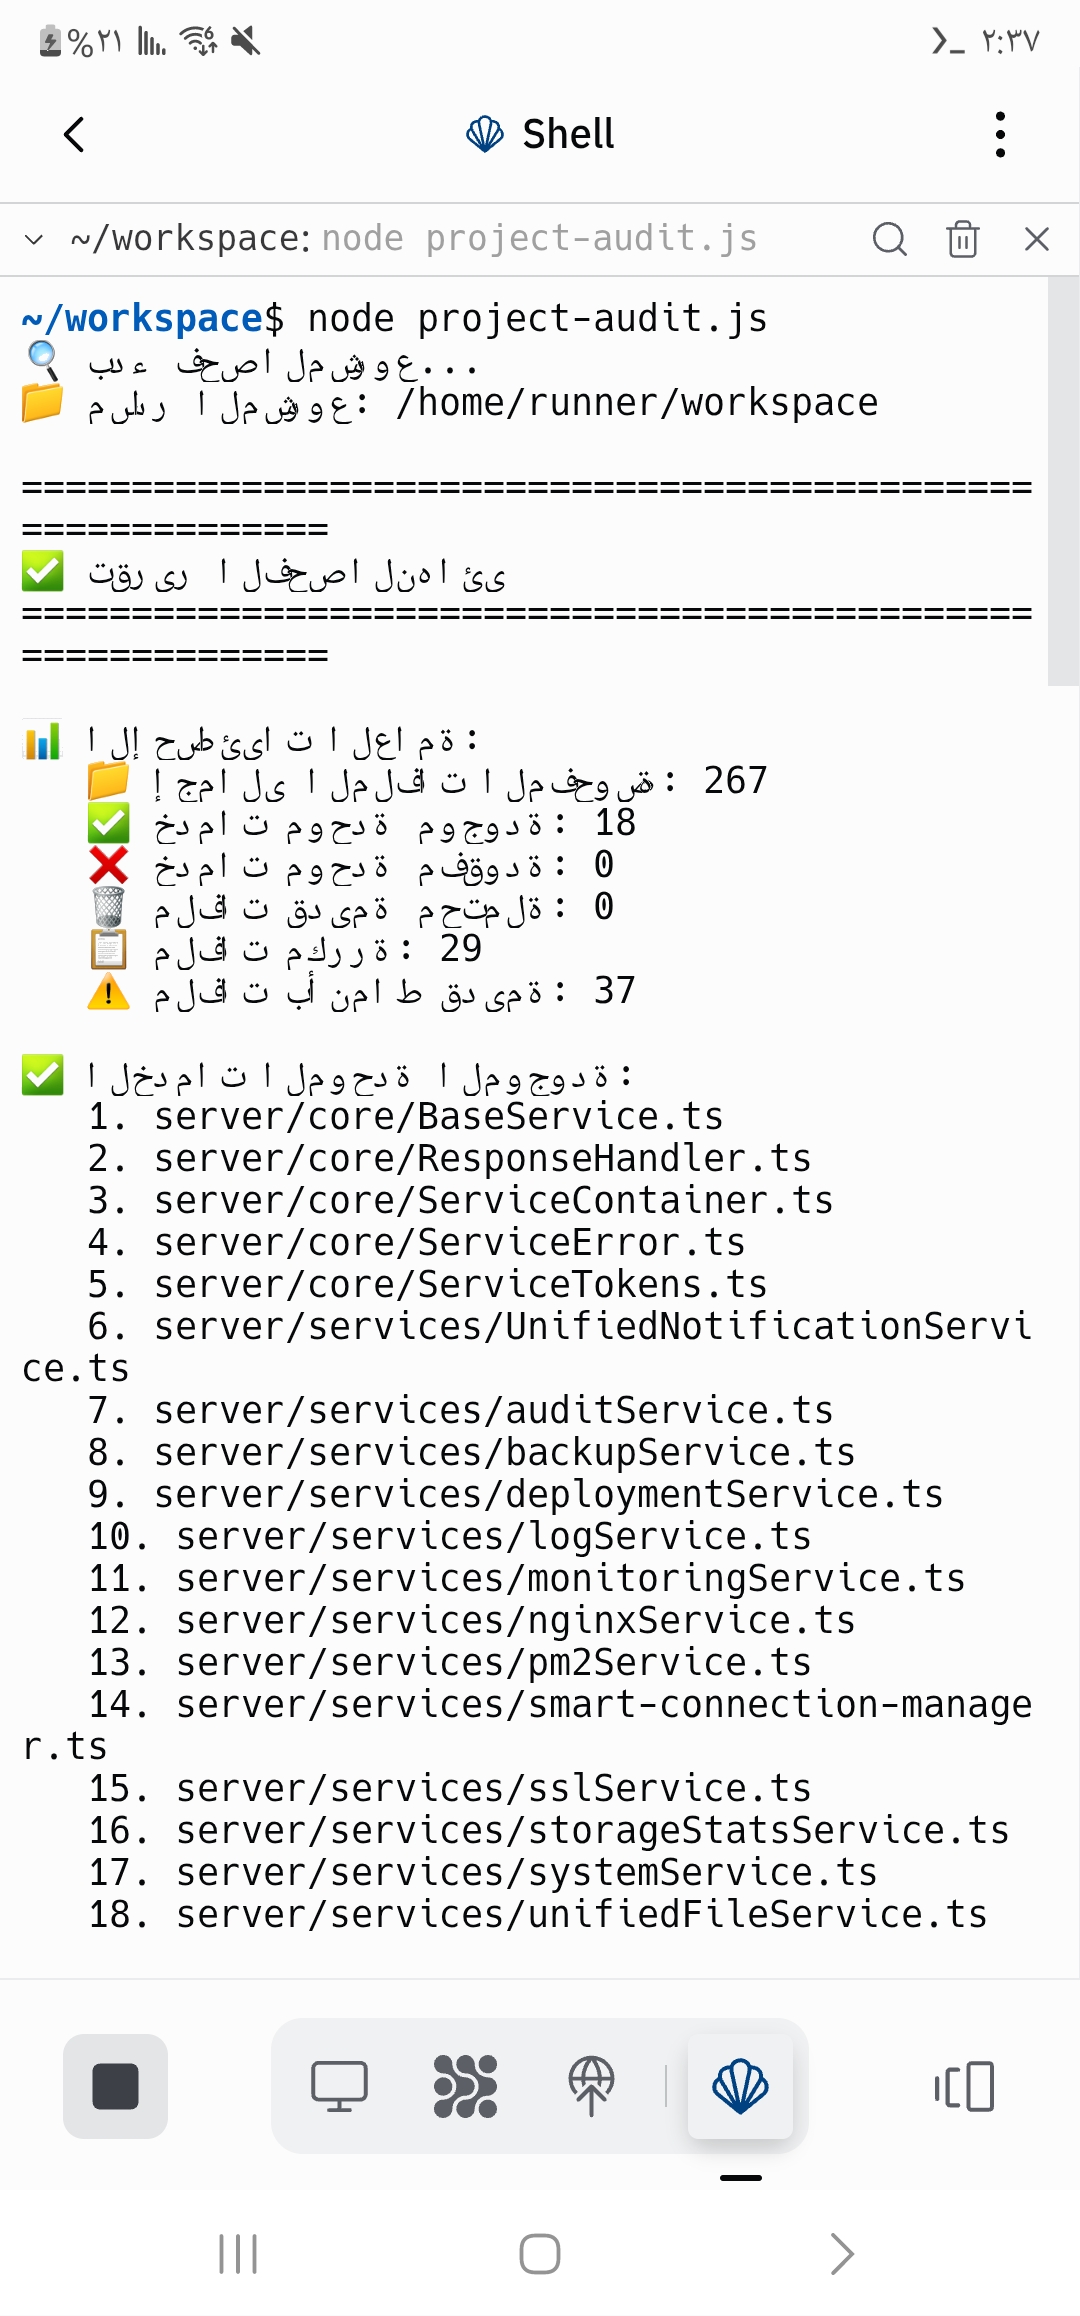 ٪٢١
٢:٣٧
Shell
~/workspace: node project-audit.js
~/workspace$ node project-audit.js
🔍 بدء فحص المشروع...
📁 مسار المشروع: /home/runner/workspace
==============================================
==============
✅ تقرير الفحص النهائي
==============================================
==============
📊 الإحصائيات العامة:
📁 إجمالي الملفات المفحوصة: 267
✅ خدمات موحدة موجودة: 18
❌ خدمات موحدة مفقودة: 0
🗑️ ملفات قديمة محتملة: 0
📋 ملفات مكررة: 29
⚠️ ملفات بأنماط قديمة: 37
✅ الخدمات الموحدة الموجودة:
1. server/core/BaseService.ts
2. server/core/ResponseHandler.ts
3. server/core/ServiceContainer.ts
4. server/core/ServiceError.ts
5. server/core/ServiceTokens.ts
6. server/services/UnifiedNotificationServi
ce.ts
7. server/services/auditService.ts
8. server/services/backupService.ts
9. server/services/deploymentService.ts
10. server/services/logService.ts
11. server/services/monitoringService.ts
12. server/services/nginxService.ts
13. server/services/pm2Service.ts
14. server/services/smart-connection-manage
r.ts
15. server/services/sslService.ts
16. server/services/storageStatsService.ts
17. server/services/systemService.ts
18. server/services/unifiedFileService.ts